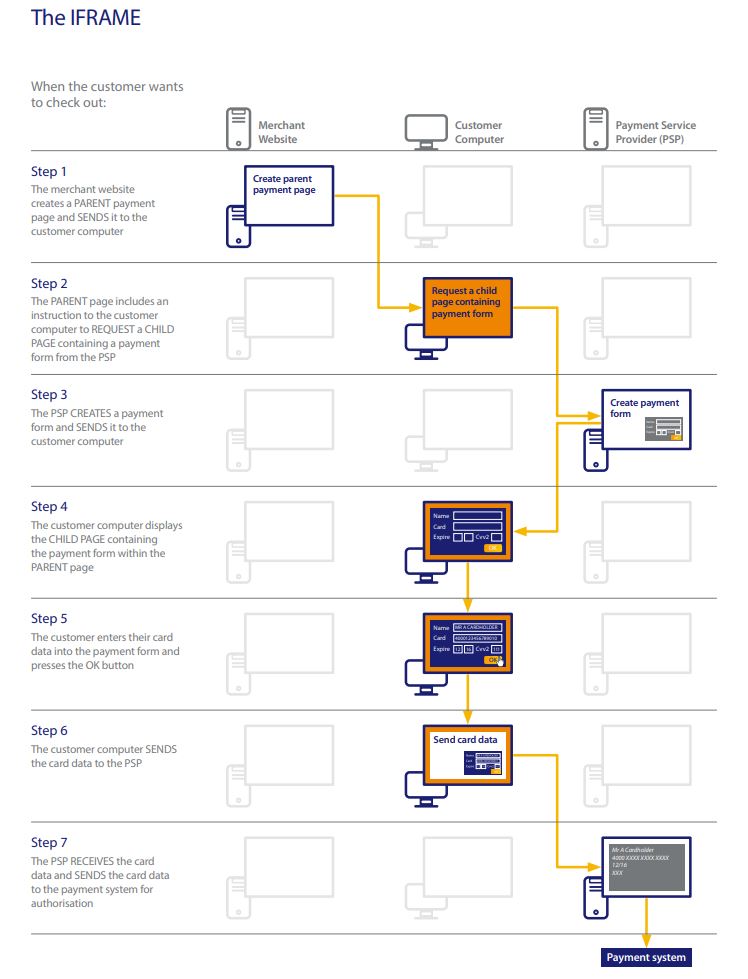 The IFRAME
When the customer wants
to check out:
Merchant
Website
Customer
Computer
Payment Service
Provider (PSP)
Step 1
The merchant website
creates a PARENT payment
page and SENDS it to the
customer computer
Create parent
payment page
Step 2
The PARENT page includes an
instruction to the customer
computer to REQUEST a CHILD
PAGE containing a payment
form from the PSP
Request a child
page containing
payment form
Step 3
The PSP CREATES a payment
form and SENDS it to the
customer computer
Create payment
form
Step 4
The customer computer displays
the CHILD PAGE containing
the payment form within the
PARENT page
Name
Card
Expire Cvv2
OK
Step 5
The customer enters their card
data into the payment form and
presses the OK button
Name MR A CARDHOLDER
Card 4000123456789010
Expire 12 16 Cvv2
OK
Step 6
The customer computer SENDS
the card data to the PSP
Send card data
Step 7
The PSP RECEIVES the card
data and SENDS the card data
to the payment system for
authorisation
Mr A Cardholder
4000 XXXX XXXX XXXX
12/16
XXX
Payment system